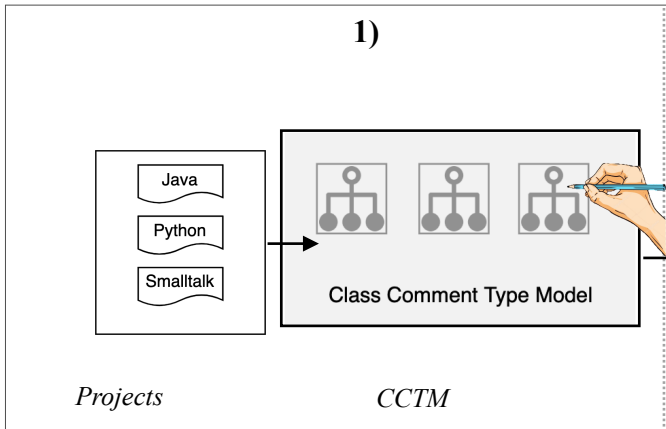 1)
Java
Python
Smalltalk
Class Comment Type Model
Projects
CCTM